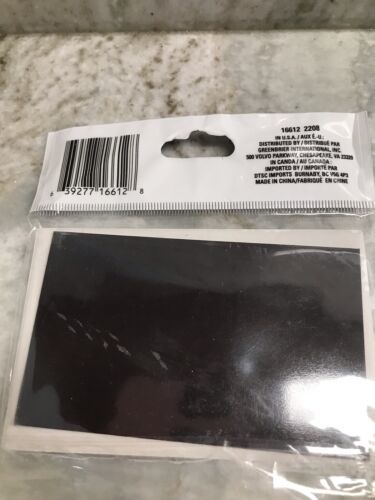 16612 2208
IN U.S.A./ AUX É.-U.:
DISTRIBUTED BY / DISTRIBUÉ PAR
GREENBRIER INTERNATIONAL, INC.
500 VOLVO PARKWAY, CHESAPEAKE, VA 23320
IN CANDA / AU CANADA:
IMPORTED BY / IMPORTÉ PAR
DTSC IMPORTS BURNABY, BC V5G 4P3
MADE IN CHINA/FABRIQUÉ EN CHINE
6 39277 16612 8